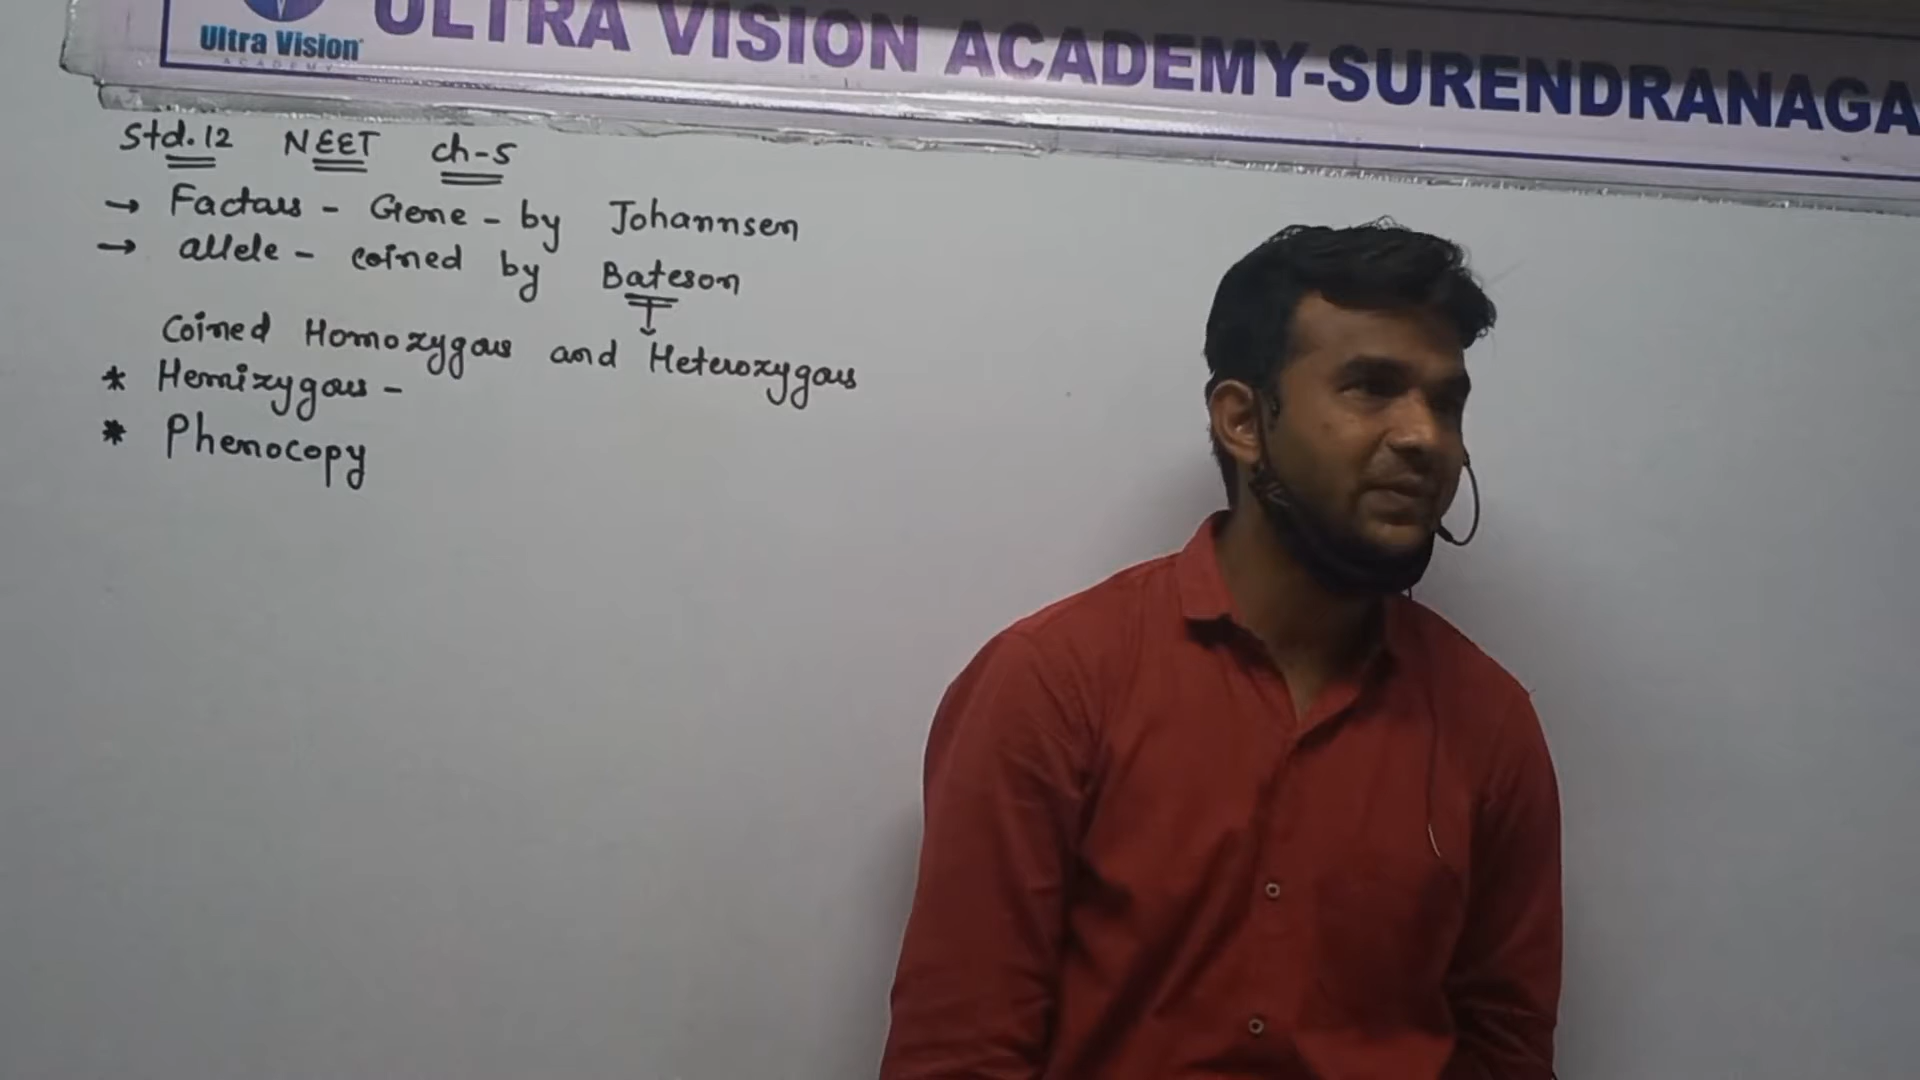 ULTRA VISION ACADEMY-SURENDRANAGA
Ultra Vision
ACADEMY
Std.12 NEET ch-5
→ Factors - Gene - by Johannsen
→ allele - coined by Bateson
Coined Homozygous and Heterozygous
* Hemizygous -
* Phenocopy